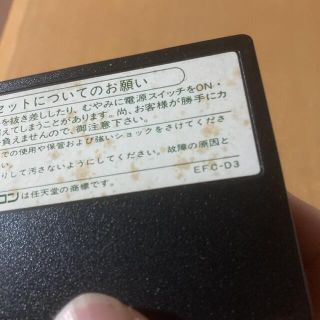 セットについてのお願い
を抜き差ししたり、むやみに電源スイッチをON・
えてしまうことがあります。尚、お客様が勝手にカ
負えませんので、御注意下さい。
での使用や保管および強いショックをさけてくださ
りして汚さないようにしてください。故障の原因と
コンは任天堂の商標です。
EFC-D3